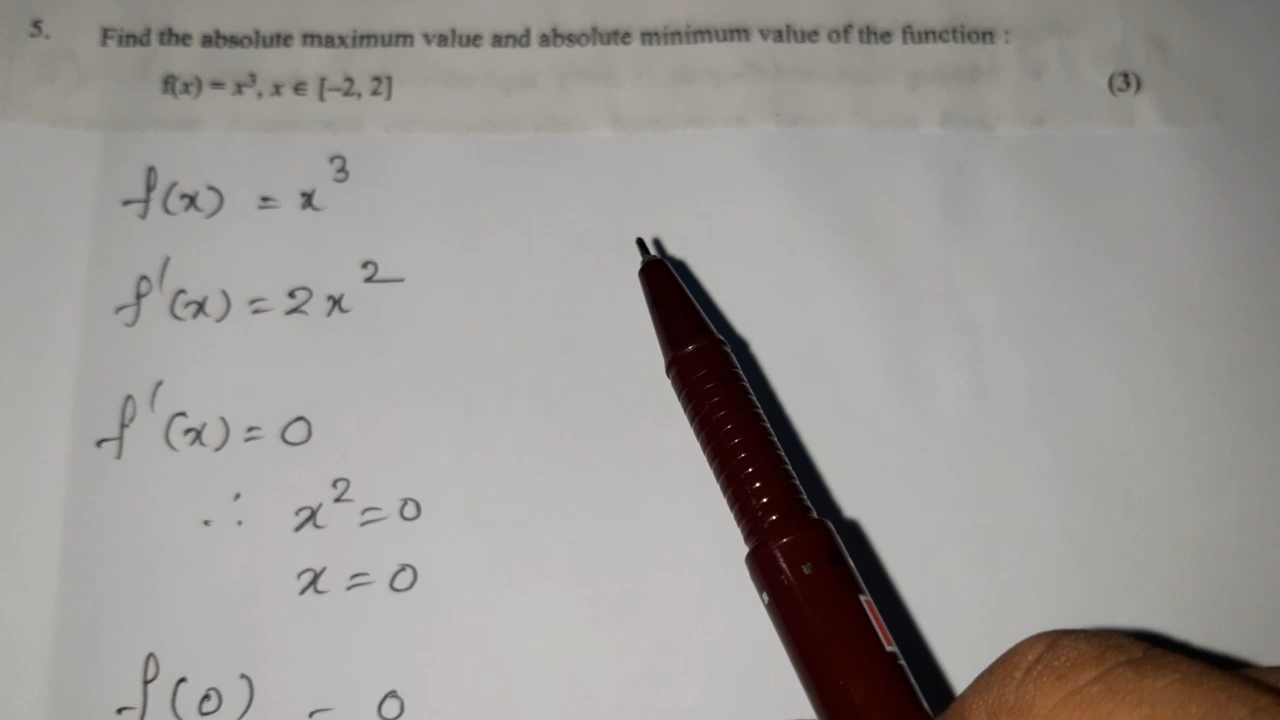 5. Find the absolute maximum value and absolute minimum value of the function :
f(x) = x³, x ∈ [–2, 2] (3)
f(x) = x³
f'(x) = 2x²
f'(x) = 0
∴ x² = 0
x = 0
f(0) = 0